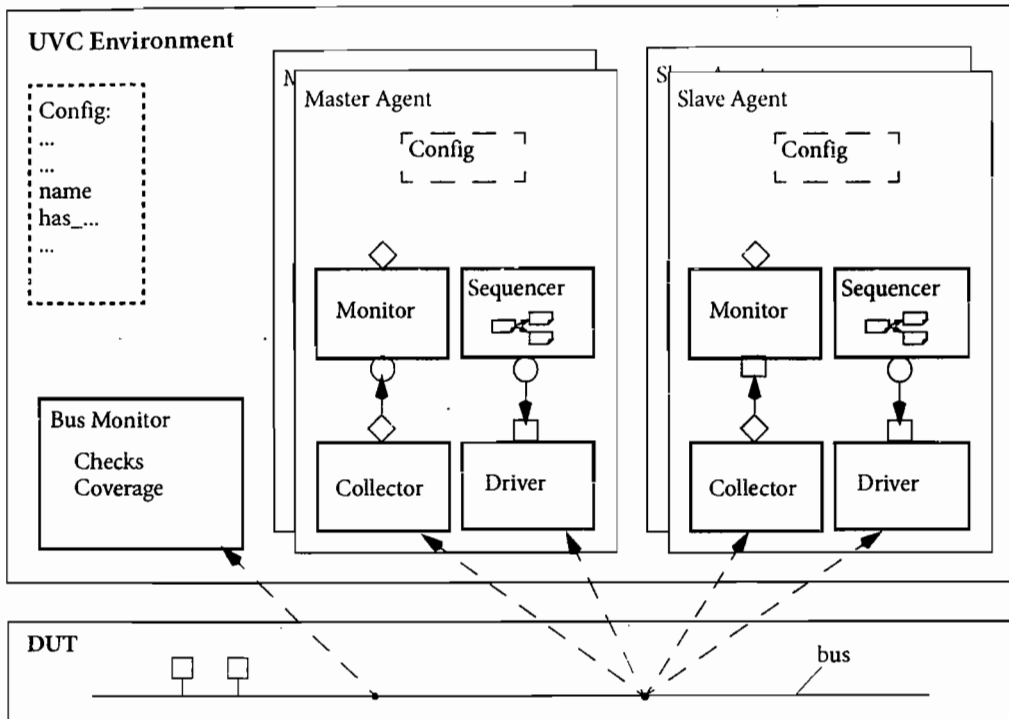 UVC Environment
Config:
...
...
name
has_...
...
Bus Monitor
Checks
Coverage
Master Agent
Config
Monitor
Sequencer
Collector
Driver
Slave Agent
Config
Monitor
Sequencer
Collector
Driver
DUT
bus